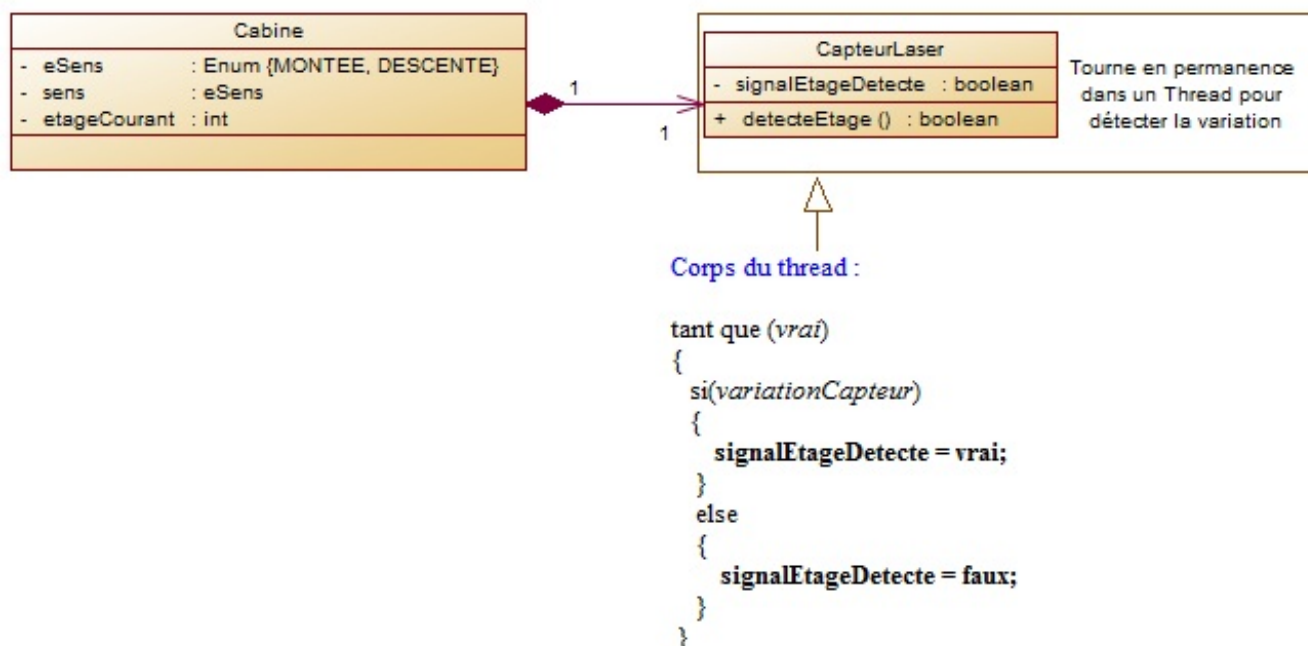 Cabine
- eSens : Enum {MONTEE, DESCENTE}
- sens : eSens
- etageCourant : int
1
1
CapteurLaser
- signalEtageDetecte : boolean
+ detecteEtage () : boolean
Tourne en permanence
dans un Thread pour
détecter la variation
Corps du thread :
tant que (vrai)
{
si(variationCapteur)
{
signalEtageDetecte = vrai;
}
else
{
signalEtageDetecte = faux;
}
}